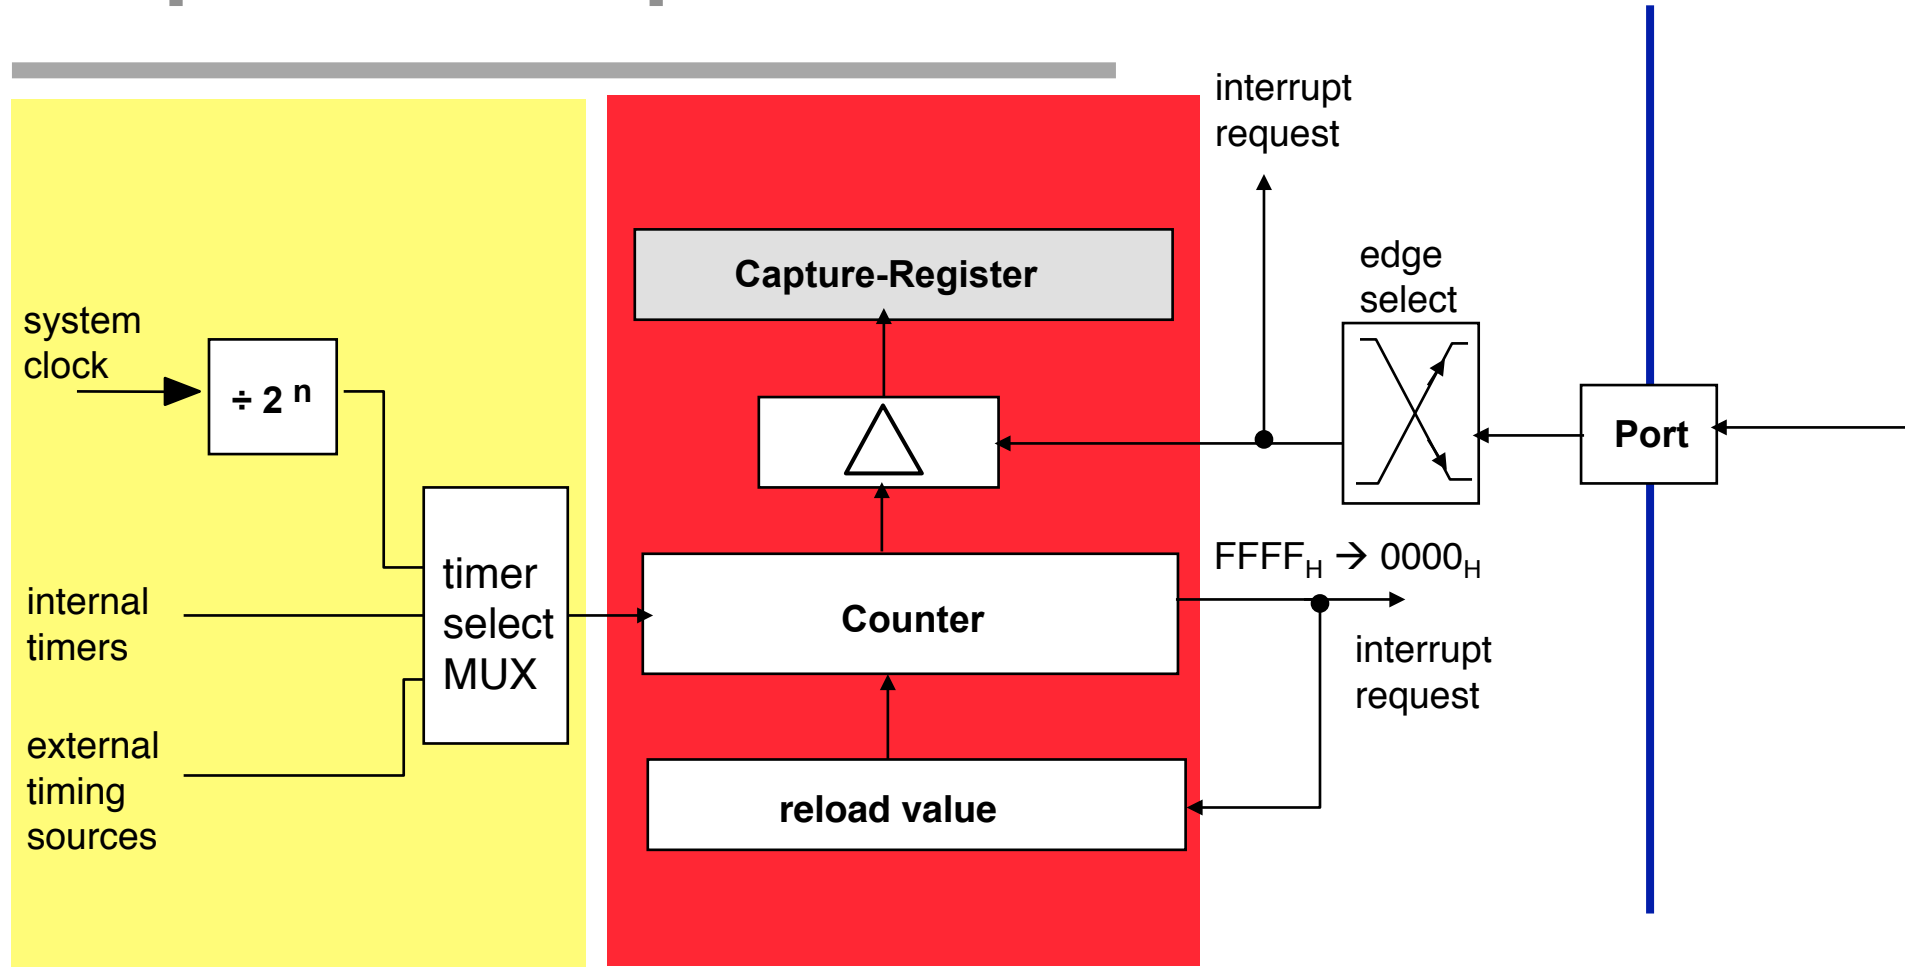 interrupt
request
Capture-Register
edge
select
system
clock
÷ 2 n
Port
timer
select
MUX
FFFFH → 0000H
internal
timers
Counter
interrupt
request
external
timing
sources
reload value